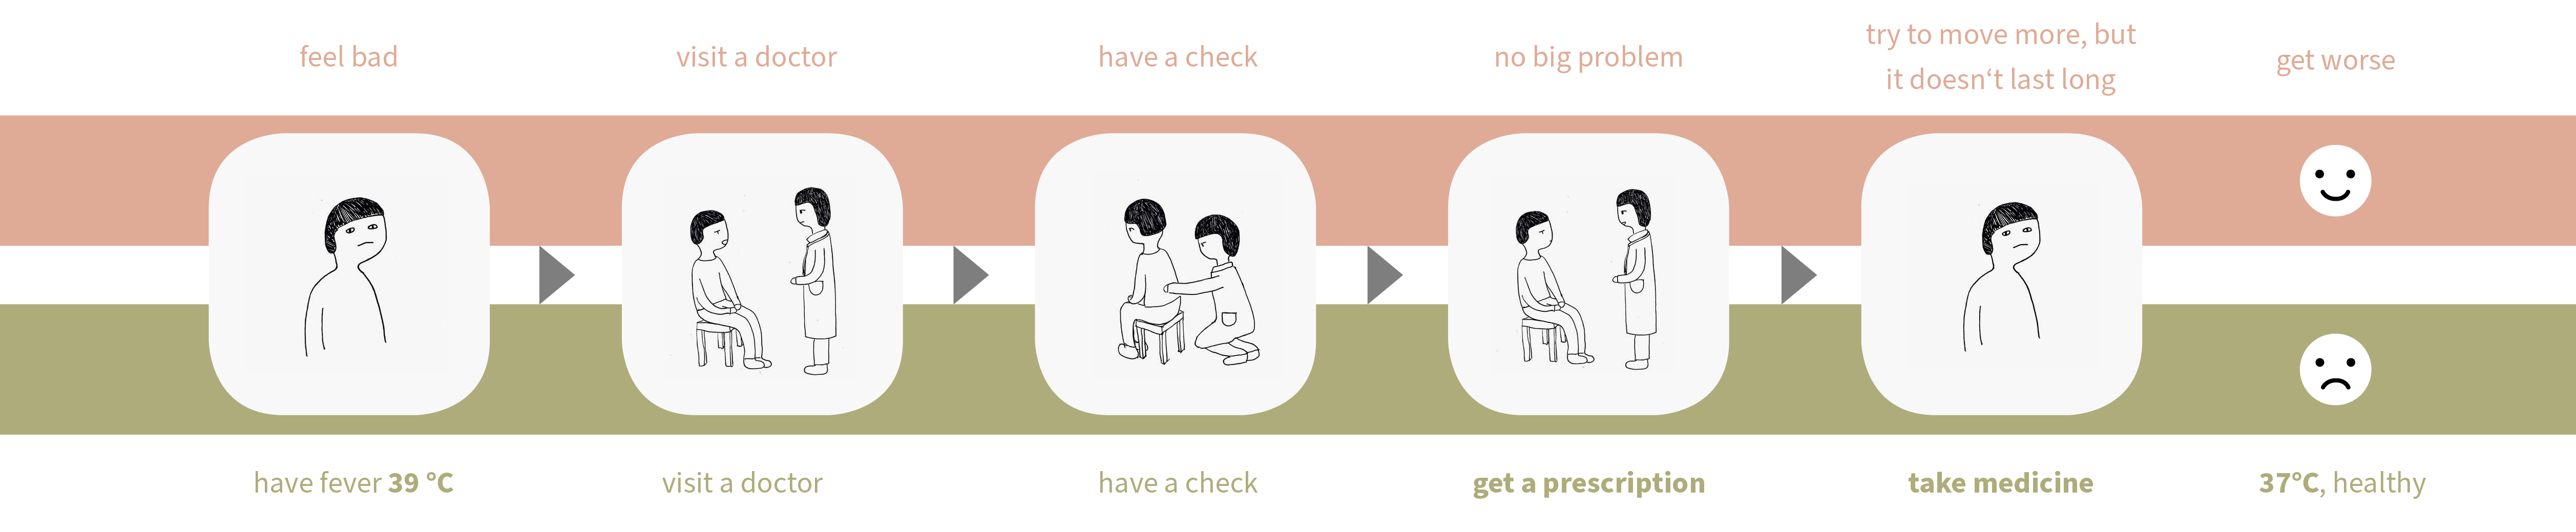 feel bad
visit a doctor
have a check
no big problem
try to move more, but
it doesn‘t last long
get worse
have fever 39 °C
visit a doctor
have a check
get a prescription
take medicine
37°C, healthy